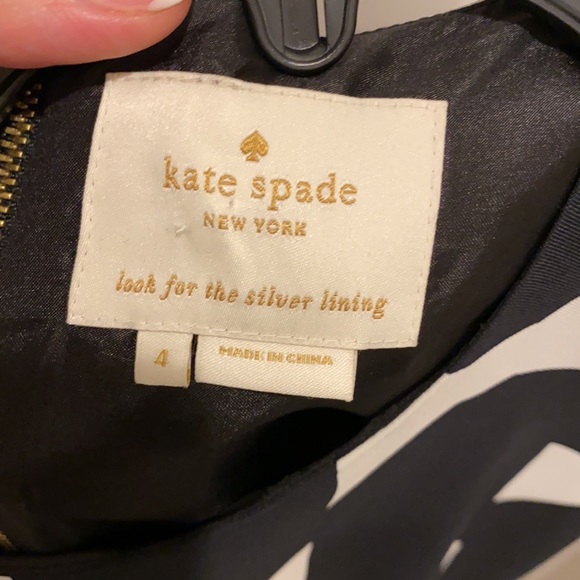 kate spade
NEW YORK
look for the silver lining
4
MADE IN CHINA